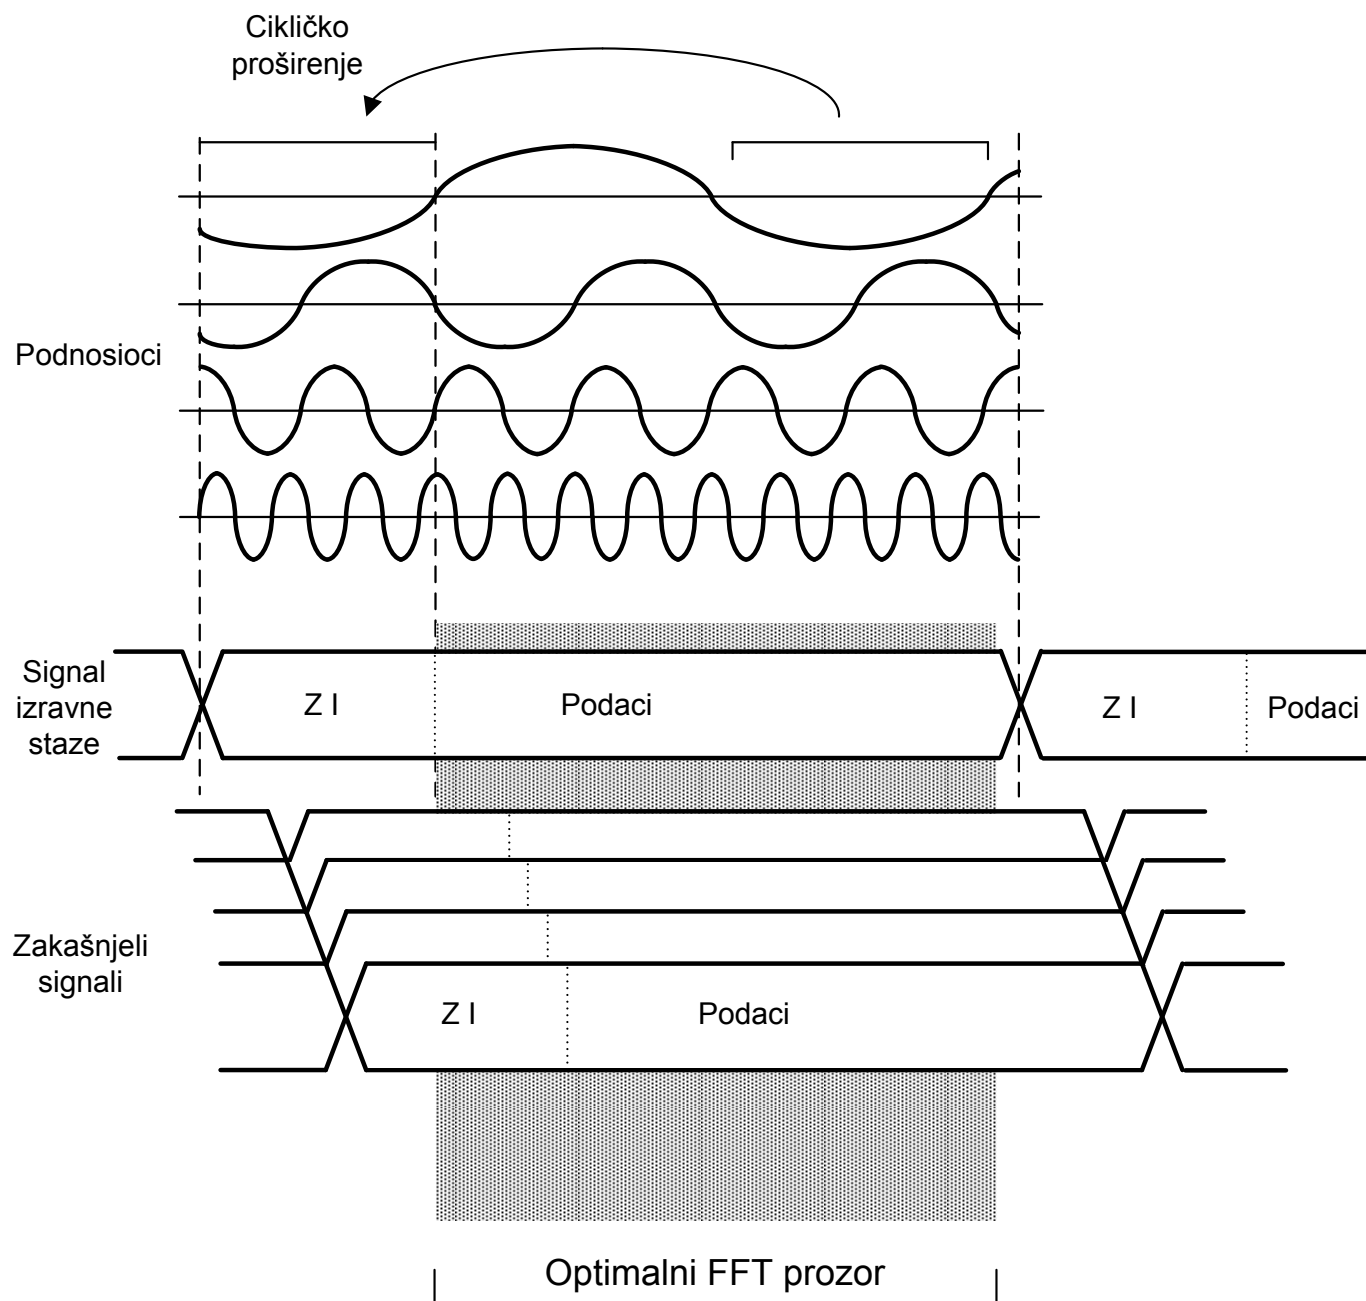 Cikličko
proširenje
Podnosioci
Signal
izravne
staze
Z I
Podaci
Z I
Podaci
Zakašnjeli
signali
Z I
Podaci
Optimalni FFT prozor